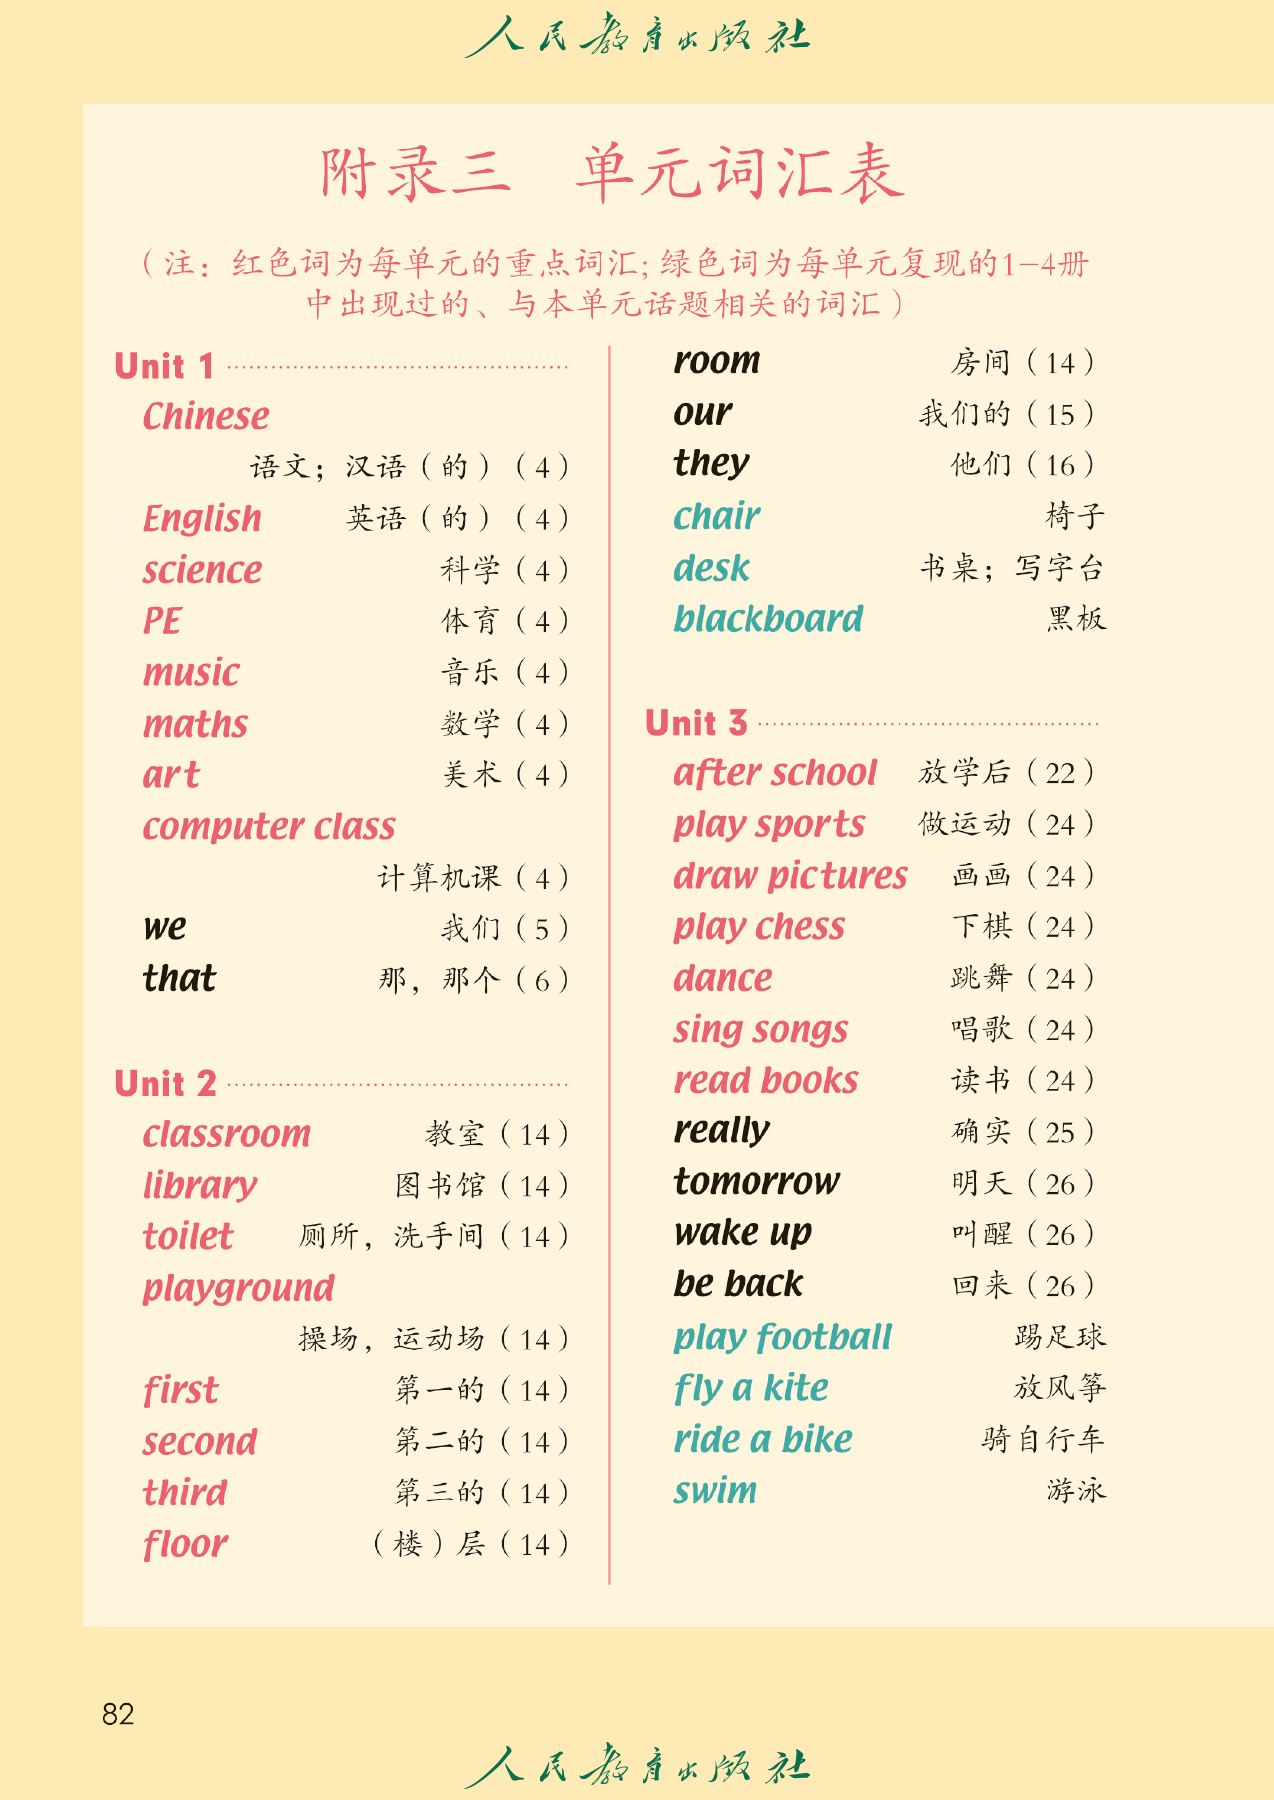 人民教育出版社
附录三 单元词汇表
（注：红色词为每单元的重点词汇；绿色词为每单元复现的1-4册
中出现过的、与本单元话题相关的词汇）
Unit 1
Chinese
语文；汉语（的）（4）
English 英语（的）（4）
science 科学（4）
PE 体育（4）
music 音乐（4）
maths 数学（4）
art 美术（4）
computer class
计算机课（4）
we 我们（5）
that 那，那个（6）
Unit 2
classroom 教室（14）
library 图书馆（14）
toilet 厕所，洗手间（14）
playground
操场，运动场（14）
first 第一的（14）
second 第二的（14）
third 第三的（14）
floor （楼）层（14）
room 房间（14）
our 我们的（15）
they 他们（16）
chair 椅子
desk 书桌；写字台
blackboard 黑板
Unit 3
after school 放学后（22）
play sports 做运动（24）
draw pictures 画画（24）
play chess 下棋（24）
dance 跳舞（24）
sing songs 唱歌（24）
read books 读书（24）
really 确实（25）
tomorrow 明天（26）
wake up 叫醒（26）
be back 回来（26）
play football 踢足球
fly a kite 放风筝
ride a bike 骑自行车
swim 游泳
82
人民教育出版社